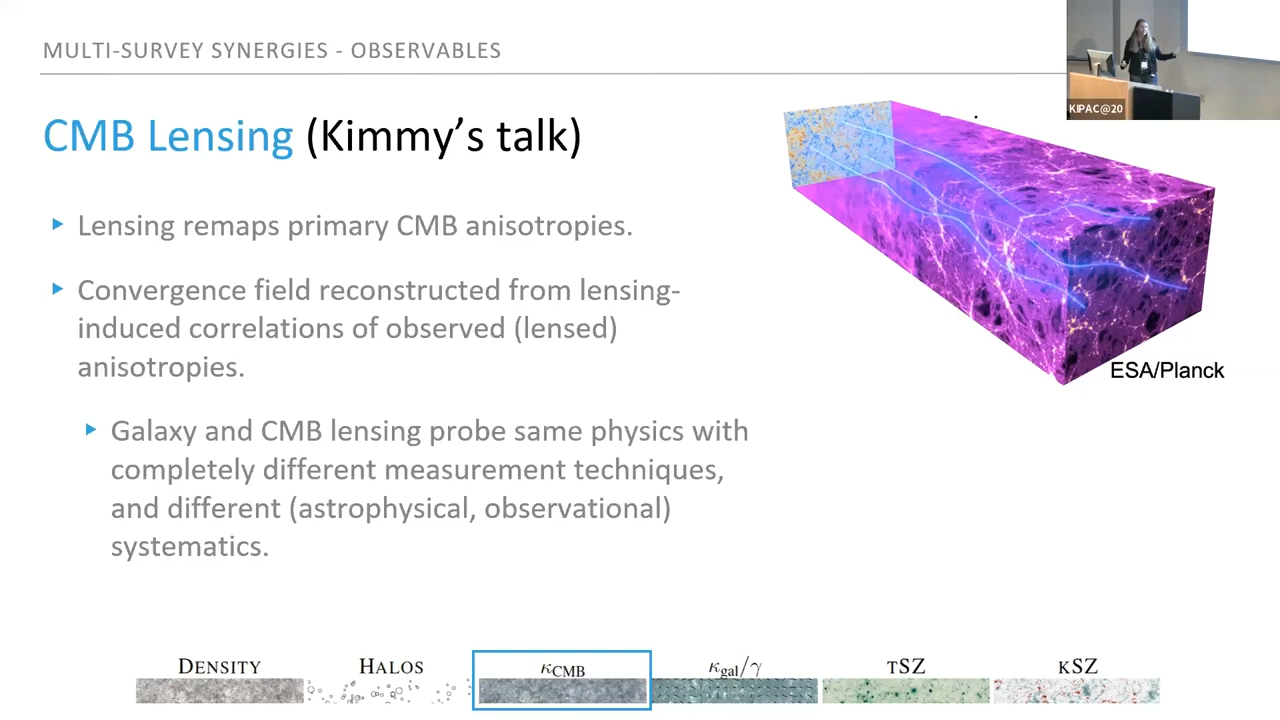 MULTI-SURVEY SYNERGIES - OBSERVABLES
KIPAC@20
CMB Lensing (Kimmy's talk)
Lensing remaps primary CMB anisotropies.
Convergence field reconstructed from lensing-
induced correlations of observed (lensed)
anisotropies.
ESA/Planck
Galaxy and CMB lensing probe same physics with
completely different measurement techniques,
and different (astrophysical, observational)
systematics.
DENSITY HALOS κCMB κgal/γ TSZ KSZ